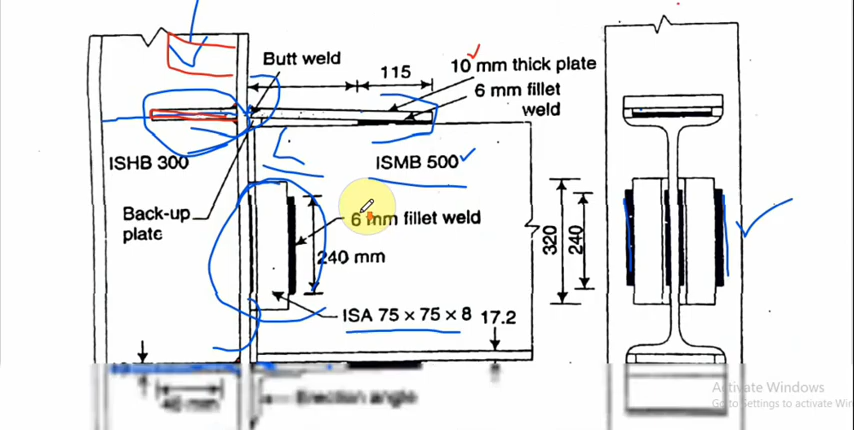 Butt weld
115
10 mm thick plate
6 mm fillet
weld
ISHB 300
ISMB 500
Back-up
plate
6 mm fillet weld
240 mm
320
240
ISA 75 × 75 × 8
17.2
Activate Windows
Go to Settings to activate Win
Erection angle